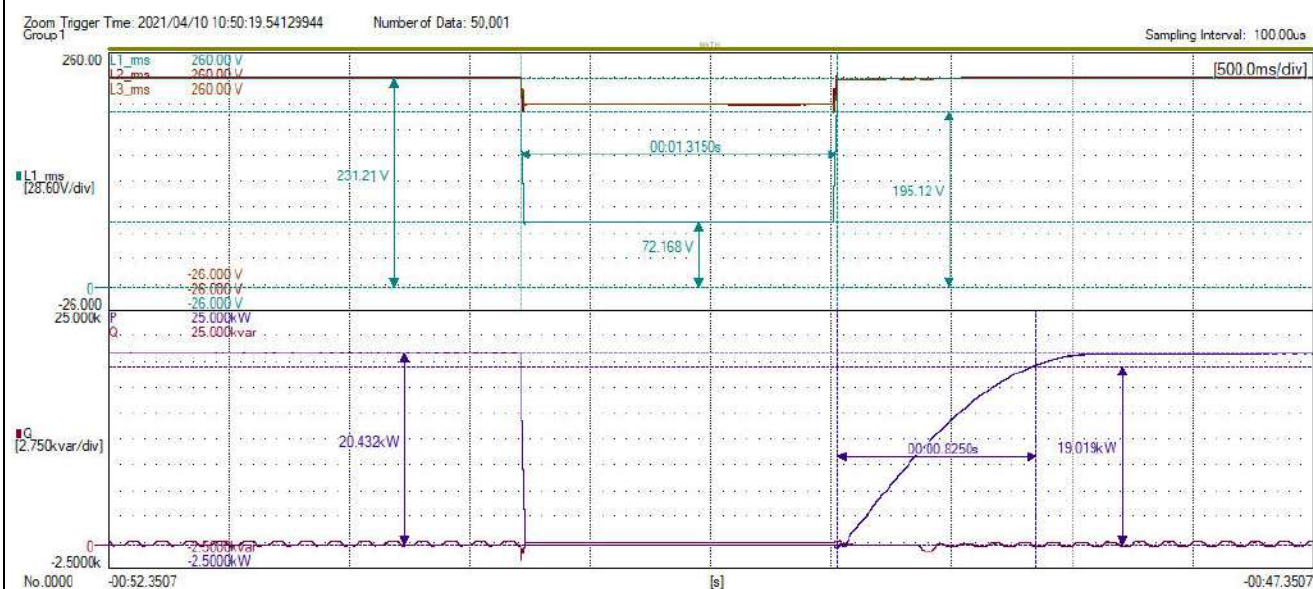 Zoom Trigger Time: 2021/04/10 10:50:19.54129944 Number of Data: 50,001
Group1 Sampling Interval: 100.00us
260.00 L1_rms 260.00 V [500.0ms/div]
L2_rms 260.00 V
L3_rms 260.00 V
00:01.3150s
L1_rms 231.21 V 195.12 V
[28.60V/div]
72.168 V
-26.000 V
0 -26.000 V
-26.000 -26.000 V
25.000k P 25.000kW
Q 25.000kvar
Q 20.432kW 00:00.8250s 19.019kW
[2.750kvar/div]
0 -2.5000kvar
-2.5000k -2.5000kW
No.0000 -00:52.3507 [s] -00:47.3507